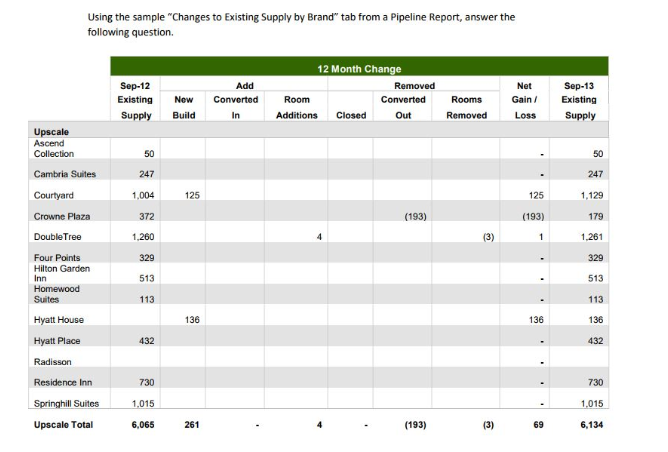 Using the sample "Changes to Existing Supply by Brand" tab from a Pipeline Report, answer the
following question.
12 Month Change
Sep-12 Add Removed Net Sep-13
Existing New Converted Room Converted Rooms Gain / Existing
Supply Build In Additions Closed Out Removed Loss Supply
Upscale
Ascend
Collection 50 - 50
Cambria Suites 247 - 247
Courtyard 1,004 125 125 1,129
Crowne Plaza 372 (193) (193) 179
DoubleTree 1,260 4 (3) 1 1,261
Four Points 329 - 329
Hilton Garden
Inn 513 - 513
Homewood
Suites 113 - 113
Hyatt House 136 136 136
Hyatt Place 432 - 432
Radisson -
Residence Inn 730 - 730
Springhill Suites 1,015 - 1,015
Upscale Total 6,065 261 - 4 - (193) (3) 69 6,134